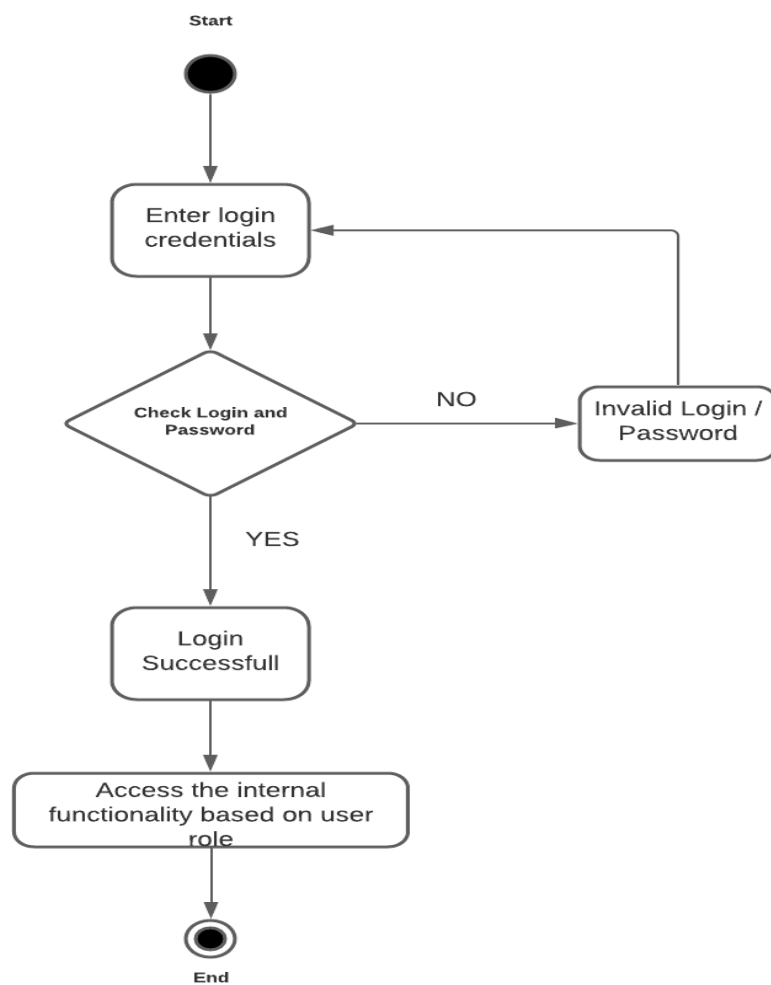 Start
Enter login
credentials
Check Login and
Password
NO
Invalid Login /
Password
YES
Login
Successfull
Access the internal
functionality based on user
role
End